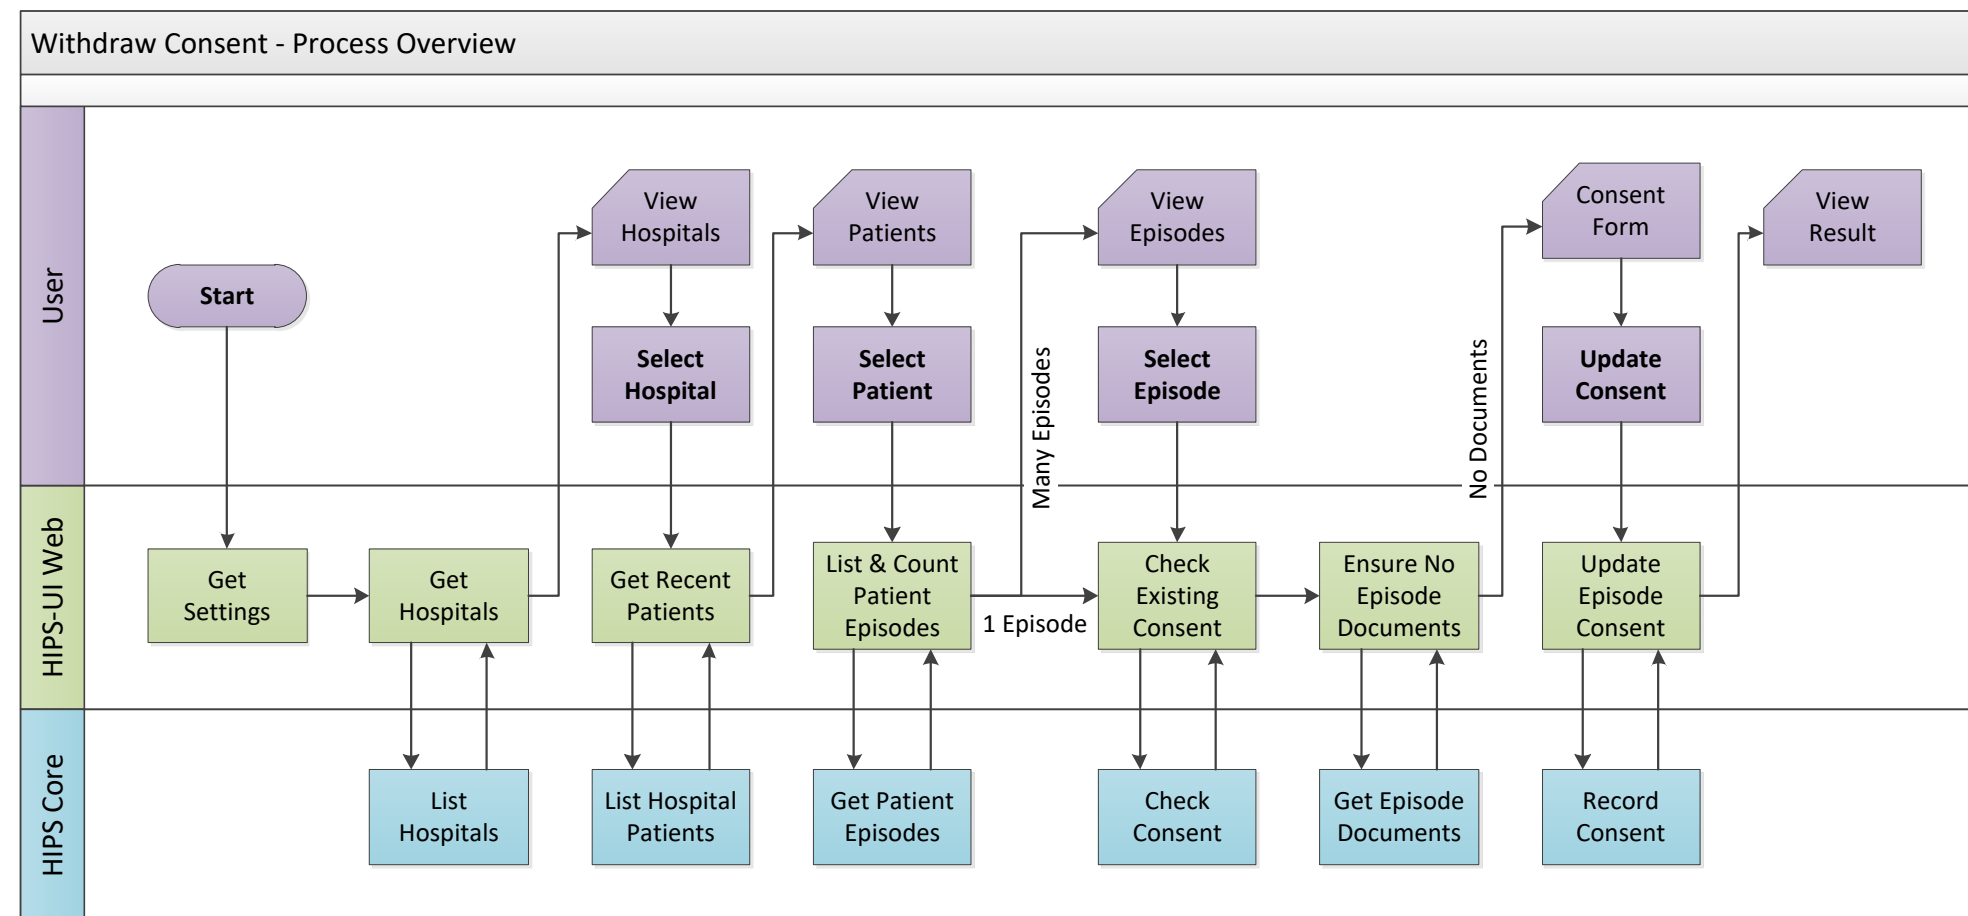 Withdraw Consent - Process Overview
User
View
Hospitals
View
Patients
View
Episodes
Consent
Form
View
Result
Start
Select
Hospital
Select
Patient
Many Episodes
Select
Episode
No Documents
Update
Consent
HIPS-UI Web
Get
Settings
Get
Hospitals
Get Recent
Patients
List & Count
Patient
Episodes
1 Episode
Check
Existing
Consent
Ensure No
Episode
Documents
Update
Episode
Consent
HIPS Core
List
Hospitals
List Hospital
Patients
Get Patient
Episodes
Check
Consent
Get Episode
Documents
Record
Consent